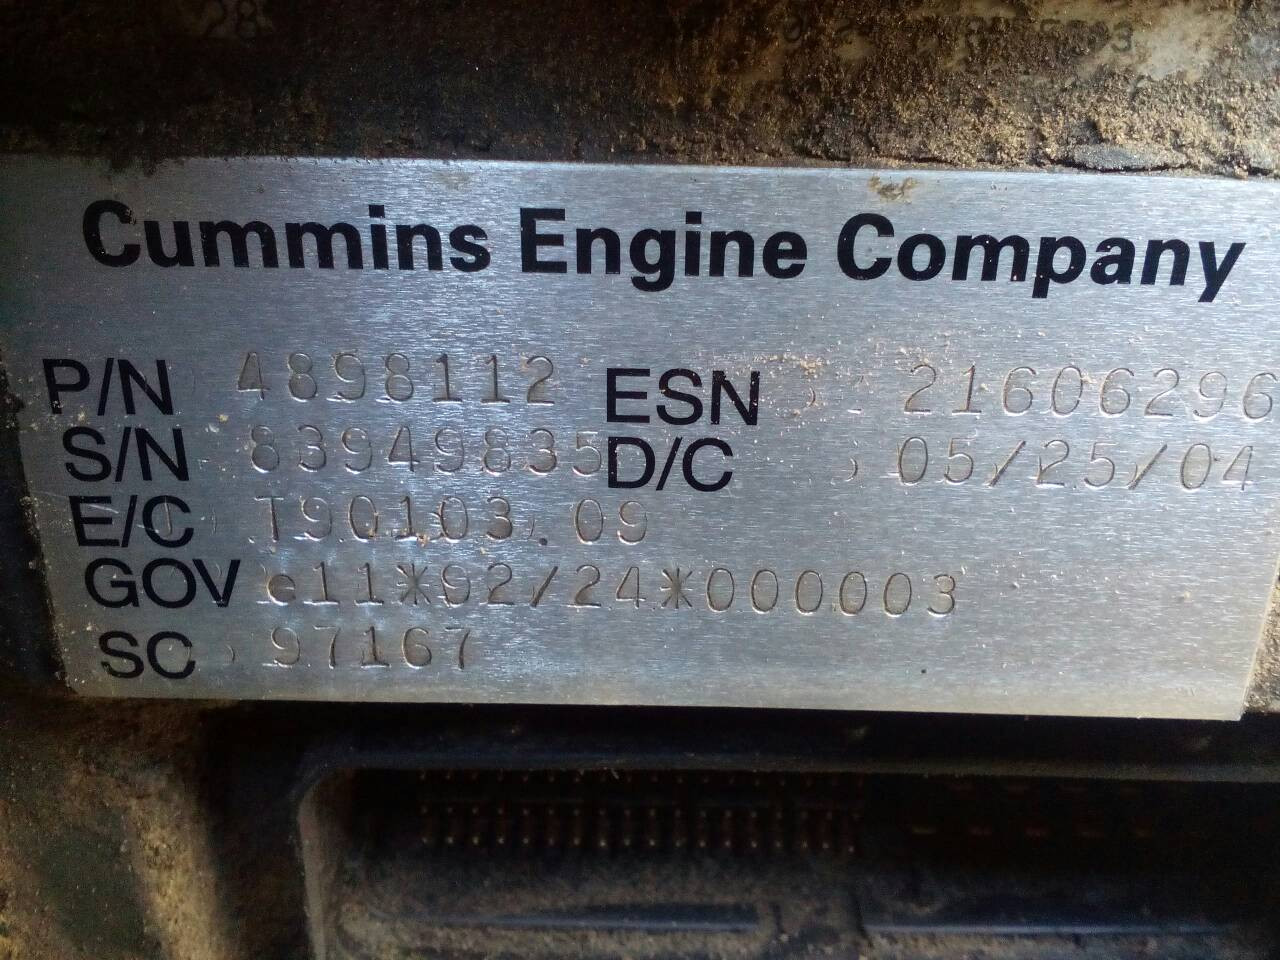 Cummins Engine Company
P/N 4898112 ESN 21606296
S/N 83949835 D/C 05/25/04
E/C T90103.09
GOV e11*92/24*000003
SC 97167